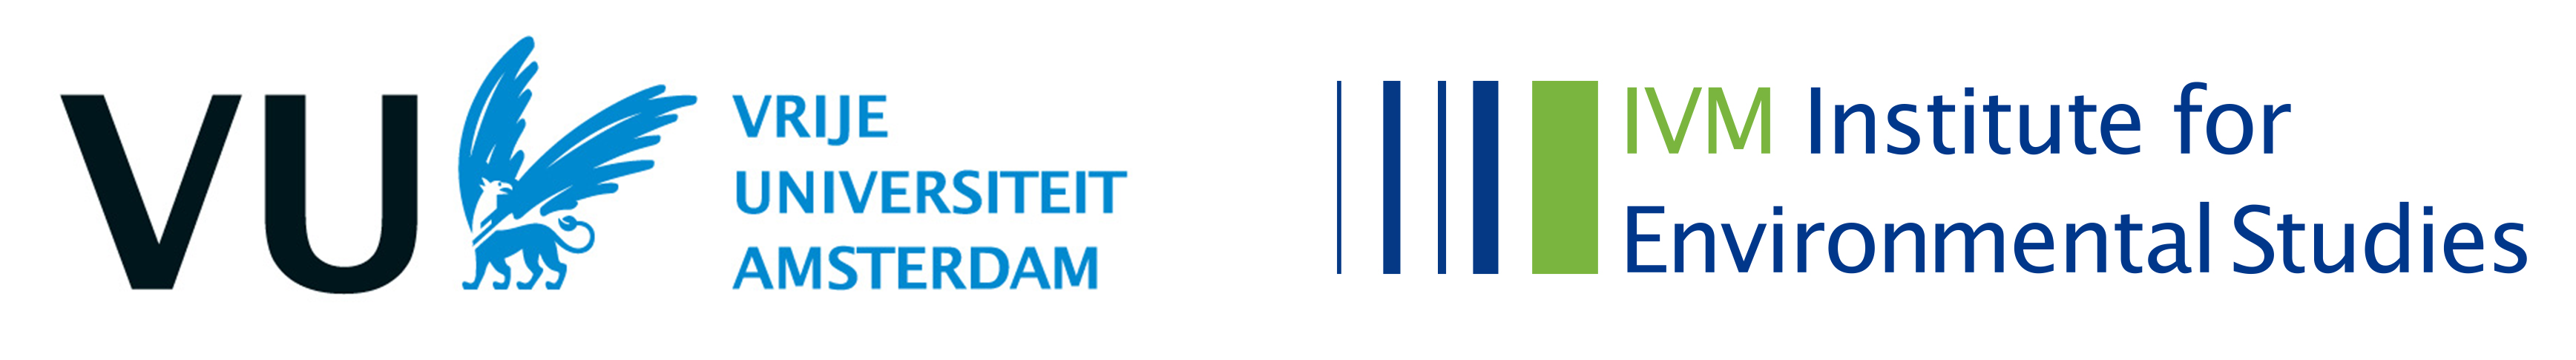 VU
VRIJE
UNIVERSITEIT
AMSTERDAM
IVM Institute for
Environmental Studies